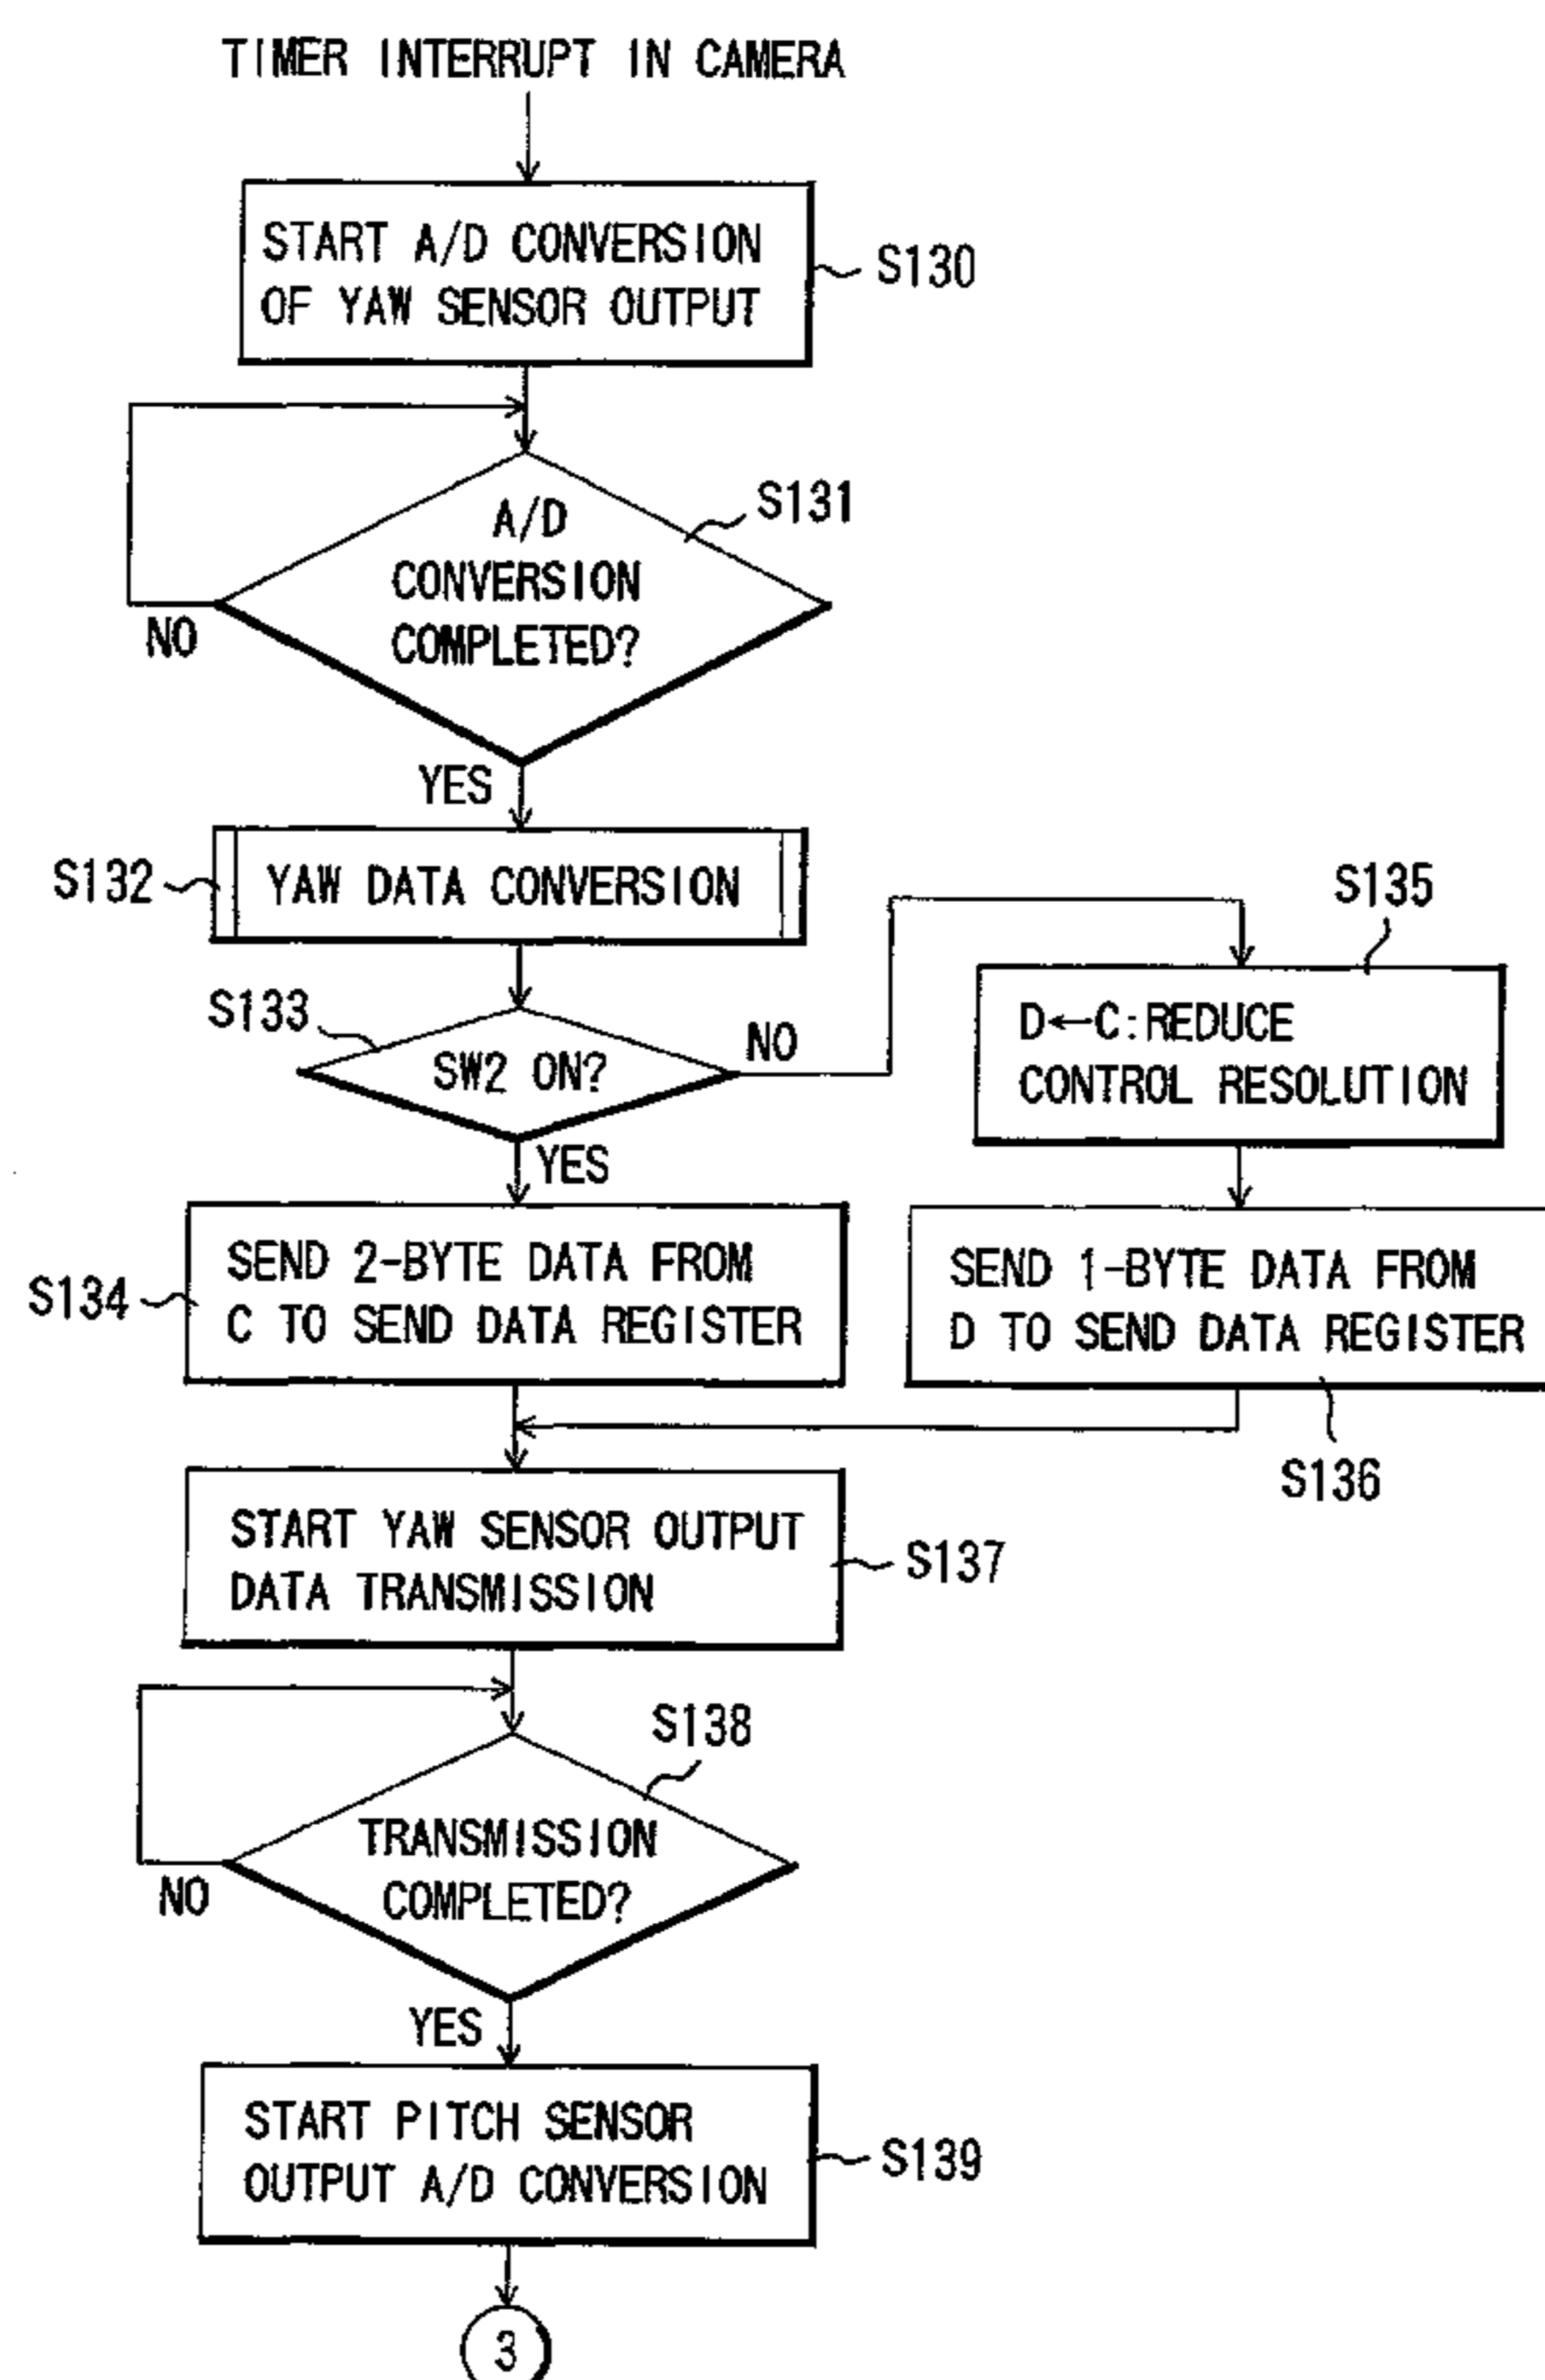 TIMER INTERRUPT IN CAMERA
START A/D CONVERSION
OF YAW SENSOR OUTPUT
S130
S131
A/D
CONVERSION
COMPLETED?
NO
YES
S132
YAW DATA CONVERSION
S133
SW2 ON?
NO
YES
S135
D←C:REDUCE
CONTROL RESOLUTION
S134
SEND 2-BYTE DATA FROM
C TO SEND DATA REGISTER
SEND 1-BYTE DATA FROM
D TO SEND DATA REGISTER
S136
START YAW SENSOR OUTPUT
DATA TRANSMISSION
S137
S138
TRANSMISSION
COMPLETED?
NO
YES
START PITCH SENSOR
OUTPUT A/D CONVERSION
S139
3